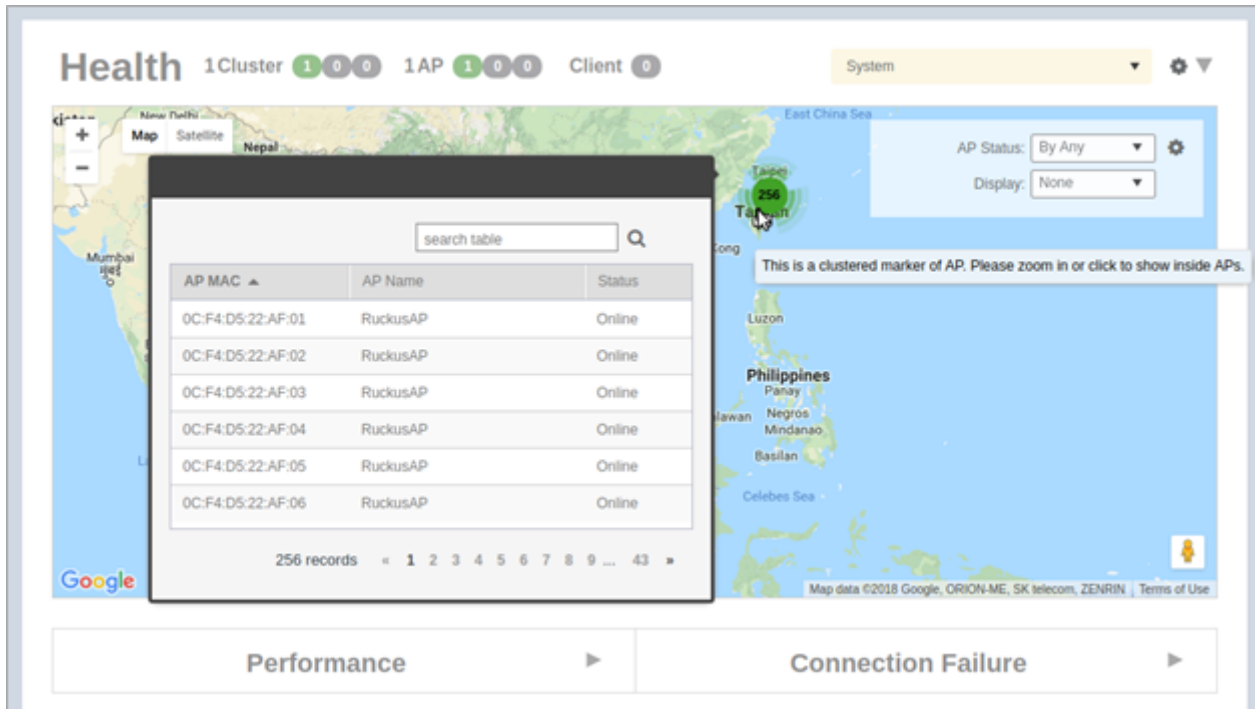 Health 1 Cluster 1 0 0 1 AP 1 0 0 Client 0 System
+ Map Satellite
−
New Delhi
Nepal
East China Sea
AP Status: By Any
Display: None
Taipei
256
Mumbai
This is a clustered marker of AP. Please zoom in or click to show inside APs.
search table
AP MAC AP Name Status
0C:F4:D5:22:AF:01 RuckusAP Online
0C:F4:D5:22:AF:02 RuckusAP Online
0C:F4:D5:22:AF:03 RuckusAP Online
0C:F4:D5:22:AF:04 RuckusAP Online
0C:F4:D5:22:AF:05 RuckusAP Online
0C:F4:D5:22:AF:06 RuckusAP Online
256 records « 1 2 3 4 5 6 7 8 9 ... 43 »
Luzon
Philippines
Panay
Negros
Mindanao
Basilan
Celebes Sea
Google
Map data ©2018 Google, ORION-ME, SK telecom, ZENRIN Terms of Use
Performance
Connection Failure